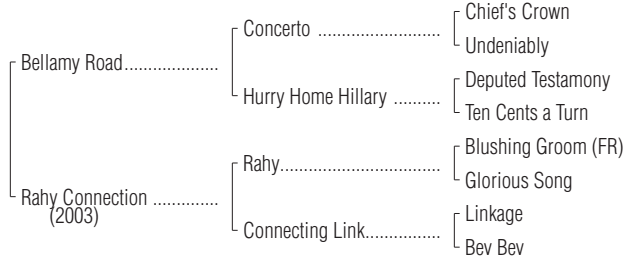 Chief's Crown
Concerto ..........................
Undeniably
Bellamy Road....................
Deputed Testamony
Hurry Home Hillary ..........
Ten Cents a Turn
Blushing Groom (FR)
Rahy..................................
Glorious Song
Rahy Connection ..............
(2003)
Linkage
Connecting Link................
Bev Bev